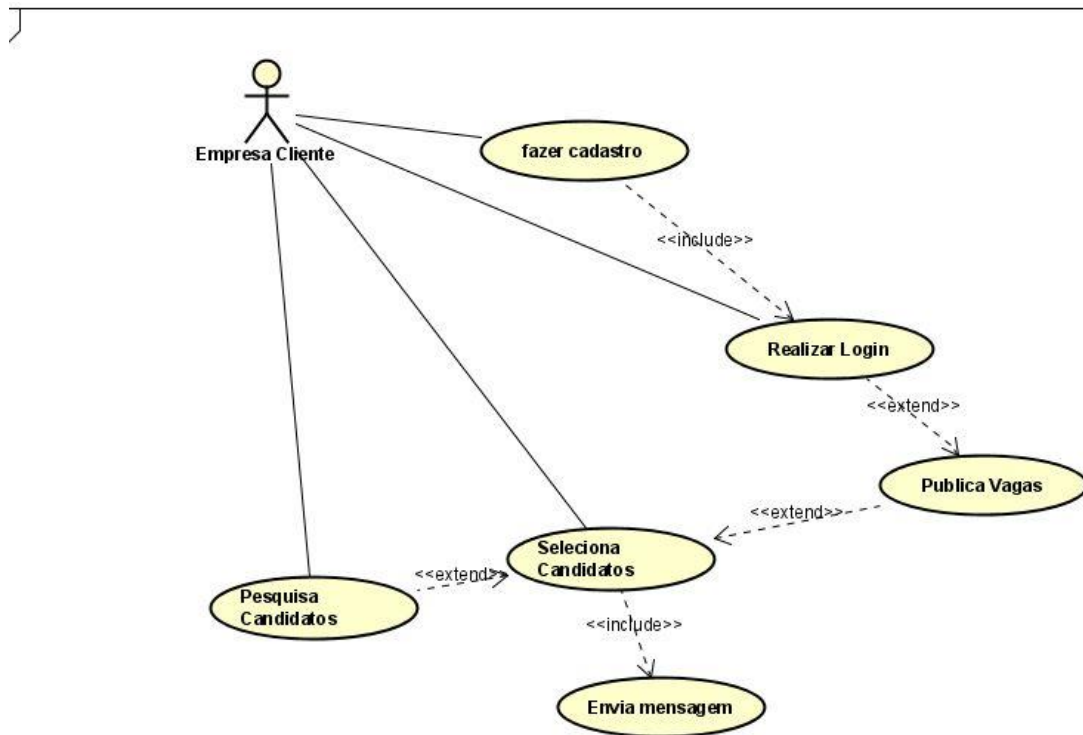 Empresa Cliente
fazer cadastro
<<include>>
Realizar Login
<<extend>>
Publica Vagas
<<extend>>
Seleciona
Candidatos
<<extend>>
Pesquisa
Candidatos
<<include>>
Envia mensagem